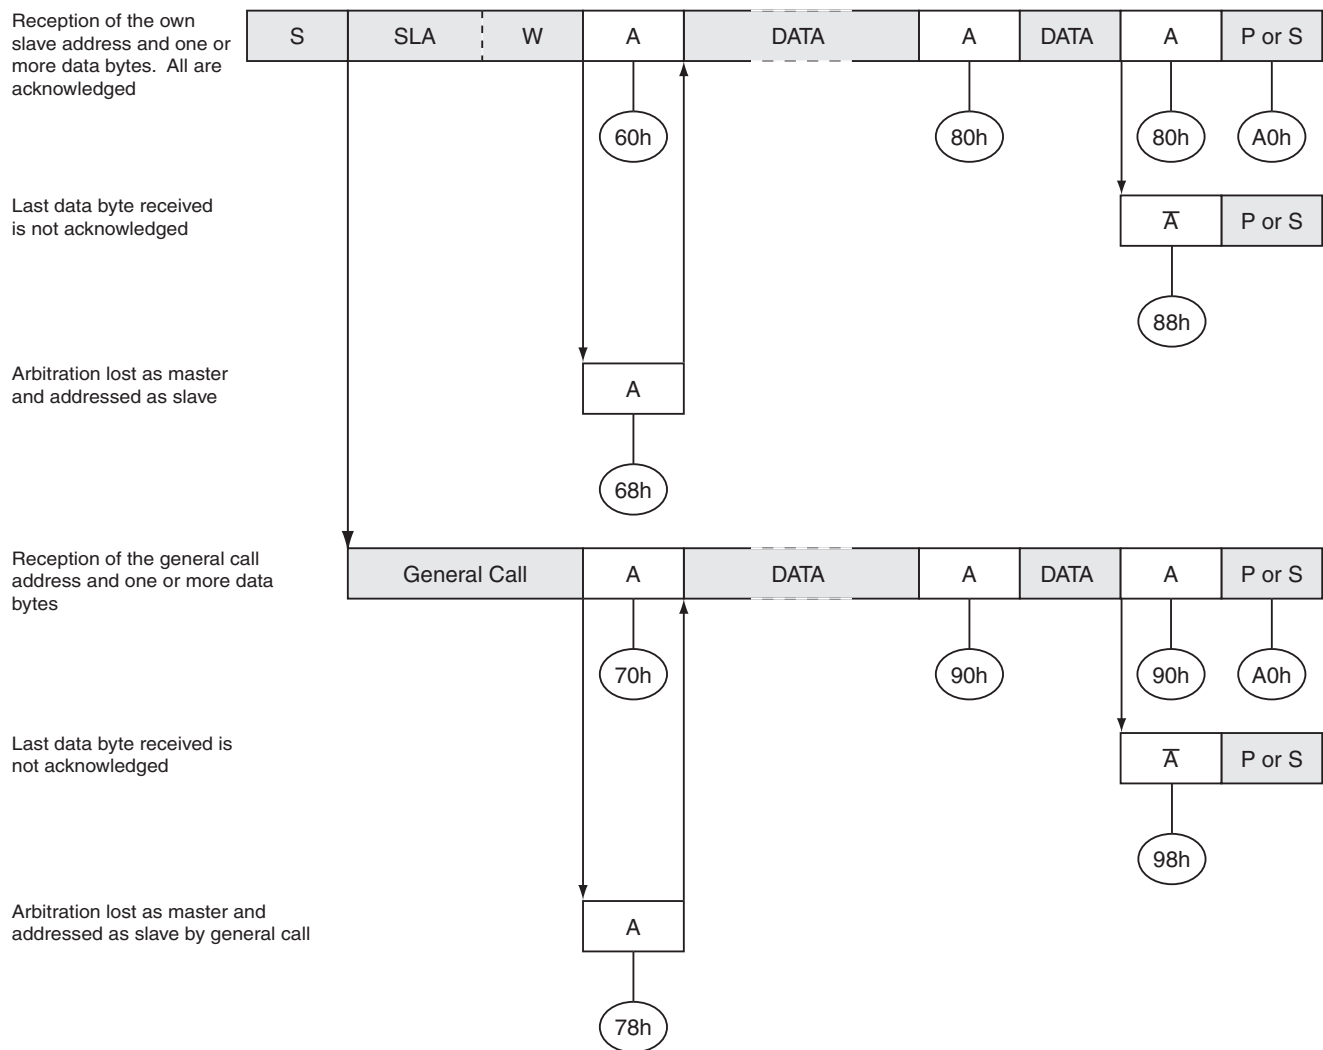 Reception of the own
slave address and one or
more data bytes. All are
acknowledged
S SLA W A DATA A DATA A P or S
60h 80h 80h A0h
Last data byte received
is not acknowledged
A̅ P or S
88h
Arbitration lost as master
and addressed as slave
A
68h
Reception of the general call
address and one or more data
bytes
General Call A DATA A DATA A P or S
70h 90h 90h A0h
Last data byte received is
not acknowledged
A̅ P or S
98h
Arbitration lost as master and
addressed as slave by general call
A
78h